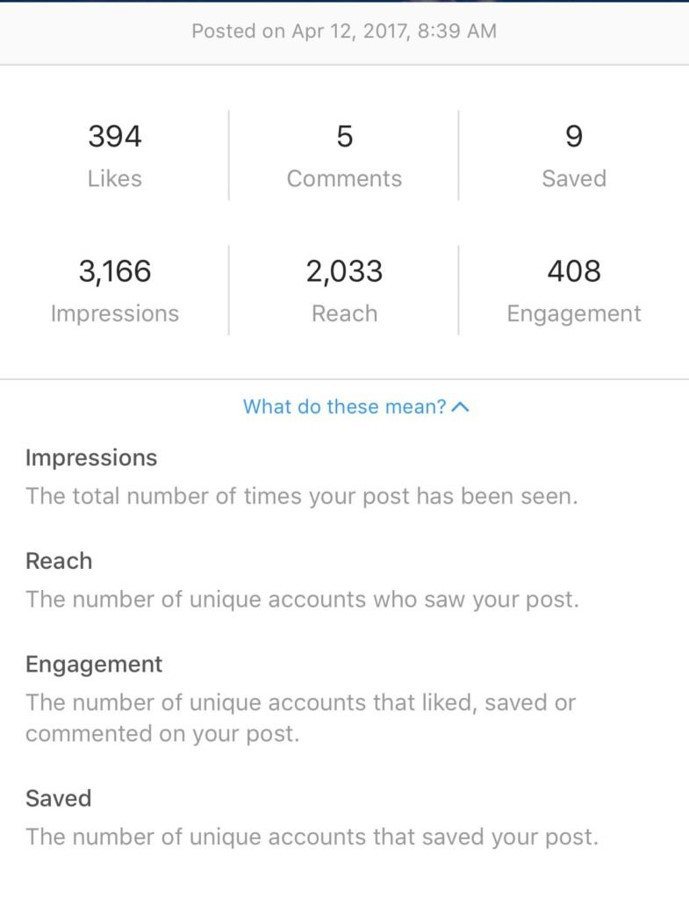 Posted on Apr 12, 2017, 8:39 AM
394 5 9
Likes Comments Saved
3,166 2,033 408
Impressions Reach Engagement
What do these mean?
Impressions
The total number of times your post has been seen.
Reach
The number of unique accounts who saw your post.
Engagement
The number of unique accounts that liked, saved or
commented on your post.
Saved
The number of unique accounts that saved your post.